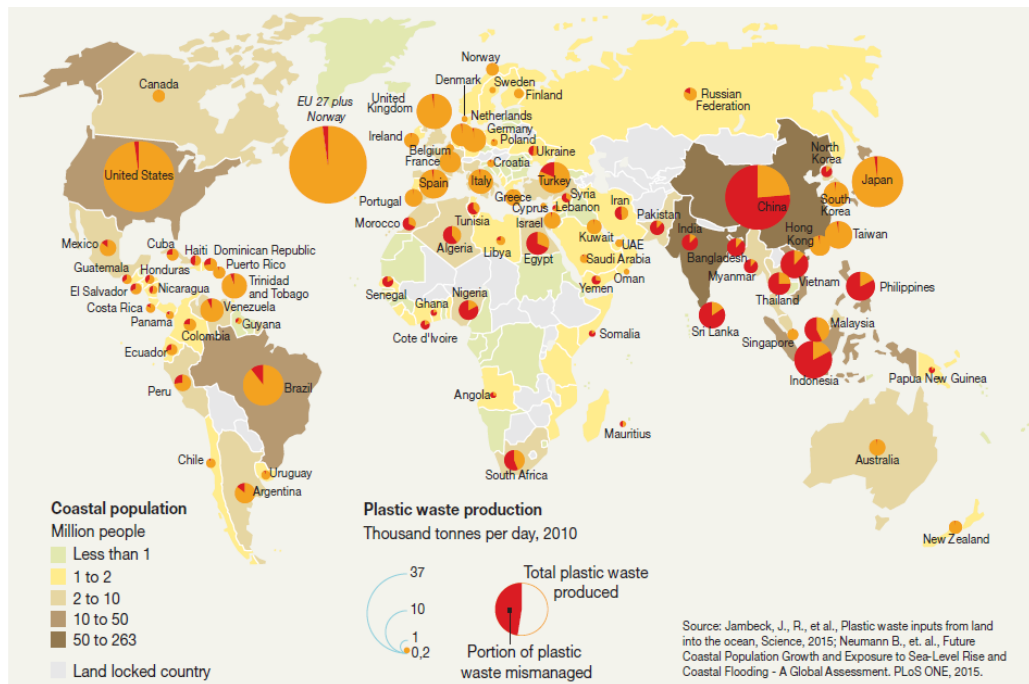 Canada
EU 27 plus
Norway
United States
Mexico
Cuba
Haiti
Dominican Republic
Puerto Rico
Guatemala
Honduras
Trinidad
and Tobago
El Salvador
Nicaragua
Costa Rica
Venezuela
Panama
Guyana
Colombia
Ecuador
Peru
Brazil
Chile
Uruguay
Argentina
Norway
Denmark
Sweden
Finland
United
Kingdom
Netherlands
Germany
Ireland
Poland
Belgium
Ukraine
France
Croatia
Spain
Italy
Turkey
Portugal
Greece
Syria
Cyprus
Lebanon
Morocco
Tunisia
Israel
Iran
Algeria
Libya
Egypt
Kuwait
UAE
Saudi Arabia
Oman
Yemen
Senegal
Ghana
Nigeria
Cote d'Ivoire
Somalia
Angola
Mauritius
South Africa
Russian
Federation
North
Korea
Japan
China
South
Korea
Pakistan
India
Hong
Kong
Taiwan
Bangladesh
Myanmar
Vietnam
Thailand
Philippines
Sri Lanka
Malaysia
Singapore
Indonesia
Papua New Guinea
Australia
New Zealand
Coastal population
Million people
Less than 1
1 to 2
2 to 10
10 to 50
50 to 263
Land locked country
Plastic waste production
Thousand tonnes per day, 2010
37
10
1
0,2
Total plastic waste
produced
Portion of plastic
waste mismanaged
Source: Jambeck, J., R., et al., Plastic waste inputs from land
into the ocean, Science, 2015; Neumann B., et. al., Future
Coastal Population Growth and Exposure to Sea-Level Rise and
Coastal Flooding - A Global Assessment. PLoS ONE, 2015.